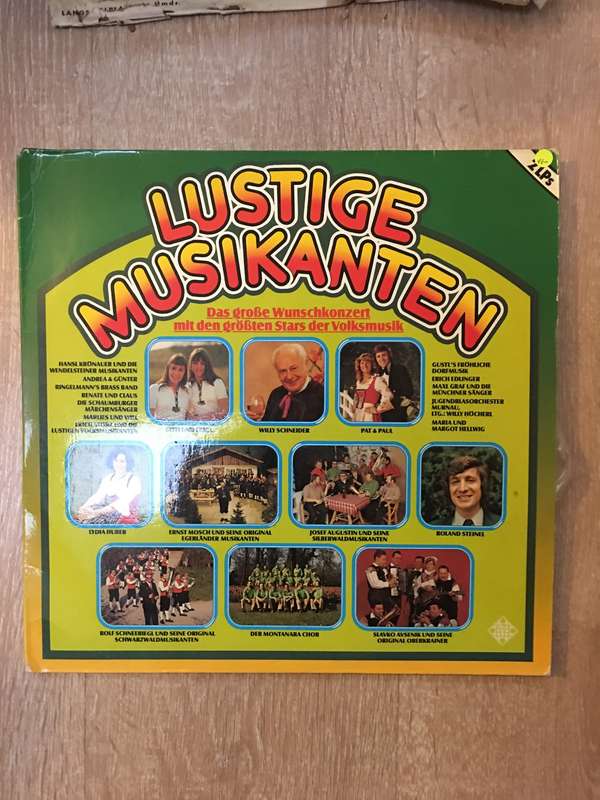 LANGS
2 LPs
LUSTIGE
MUSIKANTEN
Das große Wunschkonzert
mit den größten Stars der Volksmusik
HANSL KRÖNAUER UND DIE
WENDELSTEINER MUSIKANTEN
ANDREA & GÜNTER
RINGELMANN'S BRASS BAND
RENATE UND CLAUS
DIE SCHAUMBURGER
MÄRCHENSÄNGER
MARLIES UND
LUSTIGEN
GUSTL'S FRÖHLICHE
DORFMUSIK
ERICH EDLINGER
MAXL GRAF UND DIE
MÜNCHNER SÄNGER
JUGENDBLASORCHESTER
MURNAU,
LTG.: WILLY HÖCHERL
MARIA UND
MARGOT HELLWIG
WILLY SCHNEIDER
PAT & PAUL
LYDIA HUBER
ERNST MOSCH UND SEINE ORIGINAL
EGERLÄNDER MUSIKANTEN
JOSEF AUGUSTIN UND SEINE
SILBERWALDMUSIKANTEN
ROLAND STEINEL
ROLF SCHNEEBIEGL UND SEINE ORIGINAL
SCHWARZWALDMUSIKANTEN
DER MONTANARA CHOR
SLAVKO AVSENIK UND SEINE
ORIGINAL OBERKRAINER